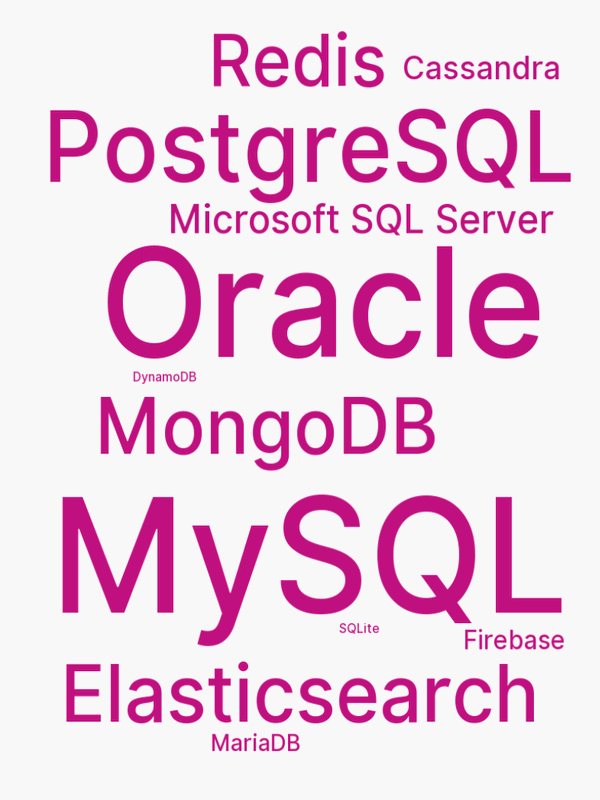 Redis
Cassandra
PostgreSQL
Microsoft SQL Server
Oracle
DynamoDB
MongoDB
MySQL
SQLite
Firebase
Elasticsearch
MariaDB